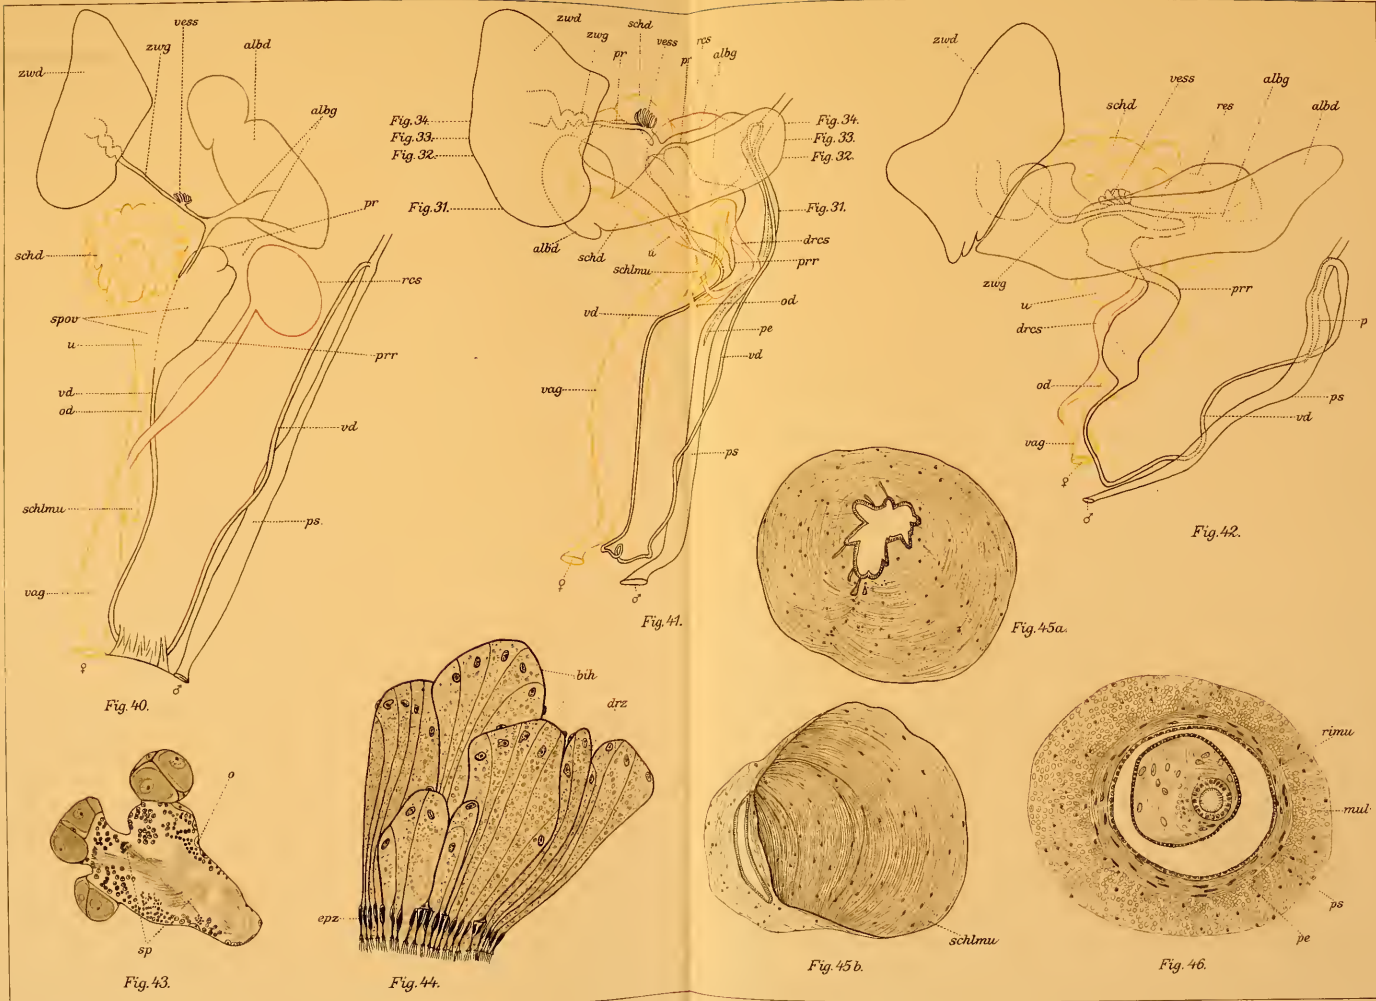 zwd
vess
zwg
albd
albg
pr
schd
rcs
spov
u
prr
vd
od
vd
schlmu
ps.
vag
♀
♂
Fig. 40.
zwd
zwg
schd
pr
vess
pr
rcs
albg
Fig. 34.
Fig. 33.
Fig. 32.
Fig. 31.
Fig. 34.
Fig. 33.
Fig. 32.
Fig. 31.
albd
schd
u
schlmu
drcs
prr
vd
od
pe
vd
vag
ps
♀
♂
Fig. 41.
zwd
schd
vess
res
albg
albd
zwg
u
prr
drcs
p
od
ps
vd
vag
♀
♂
Fig. 42.
o
sp
Fig. 43.
bih
drz
epz
Fig. 44.
Fig. 45a.
schlmu
Fig. 45b.
rimu
mul
ps
pe
Fig. 46.